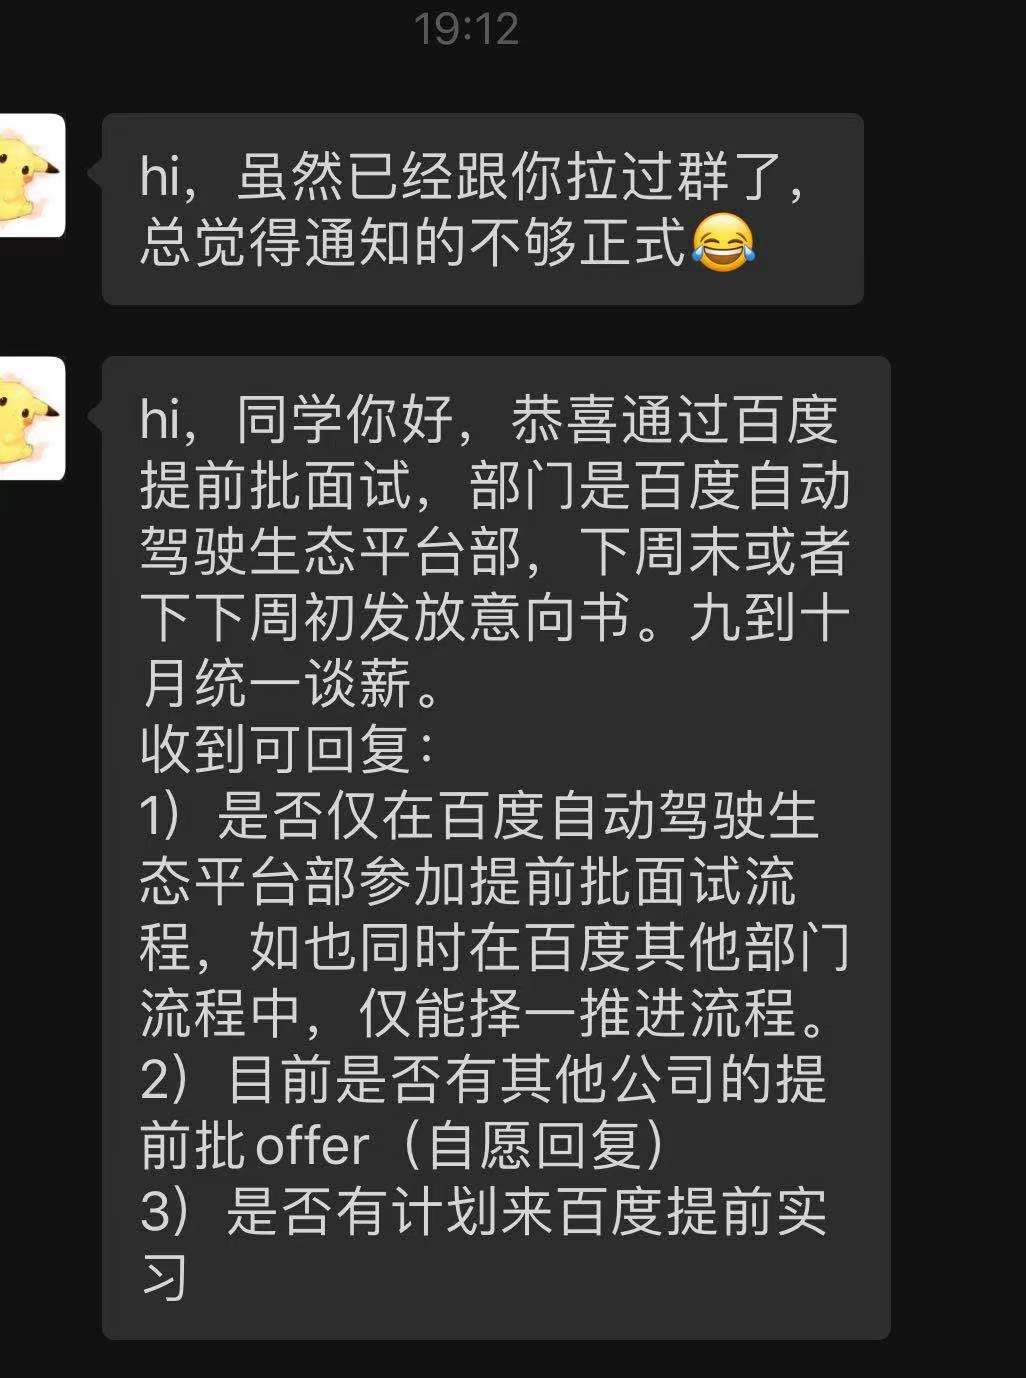 19:12
hi，虽然已经跟你拉过群了，
总觉得通知的不够正式😂
hi，同学你好，恭喜通过百度
提前批面试，部门是百度自动
驾驶生态平台部，下周末或者
下下周初发放意向书。九到十
月统一谈薪。
收到可回复：
1）是否仅在百度自动驾驶生
态平台部参加提前批面试流
程，如也同时在百度其他部门
流程中，仅能择一推进流程。
2）目前是否有其他公司的提
前批offer（自愿回复）
3）是否有计划来百度提前实
习